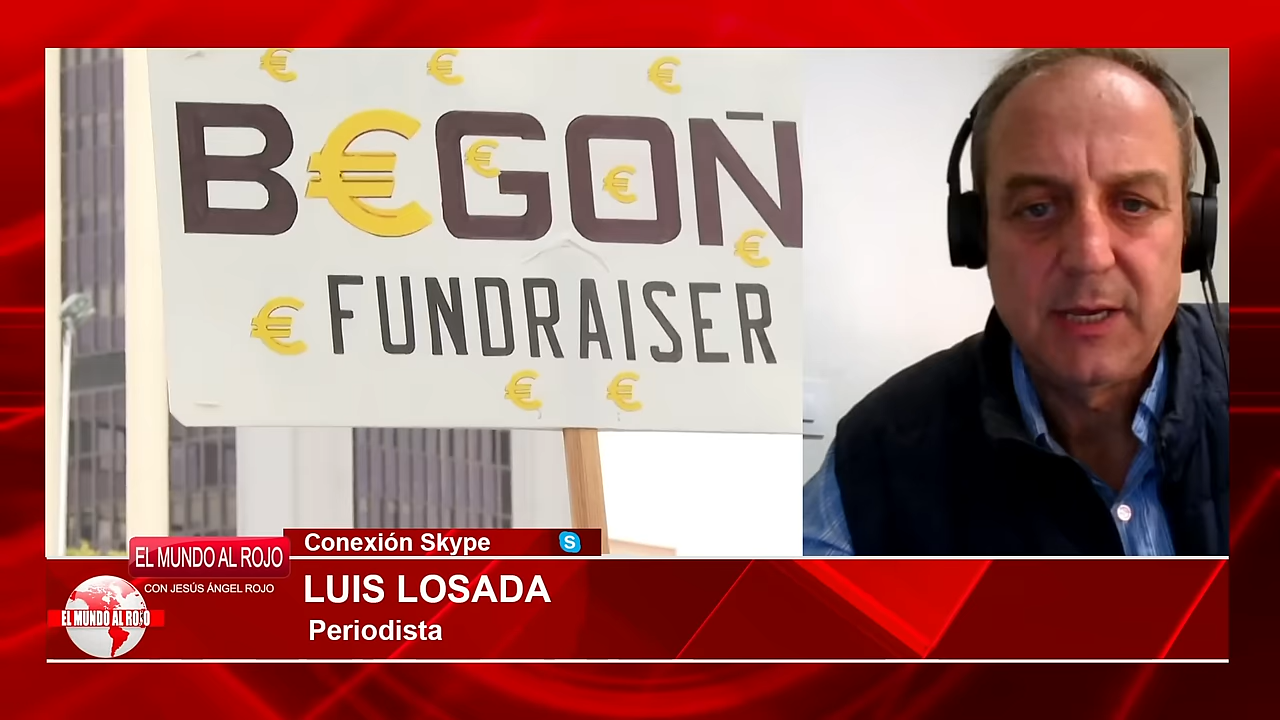 € € €
B€GOÑ
€ € €
FUNDRAISER
€
€ €
Conexión Skype
EL MUNDO AL ROJO
CON JESÚS ÁNGEL ROJO
EL MUNDO AL ROJO
LUIS LOSADA
Periodista